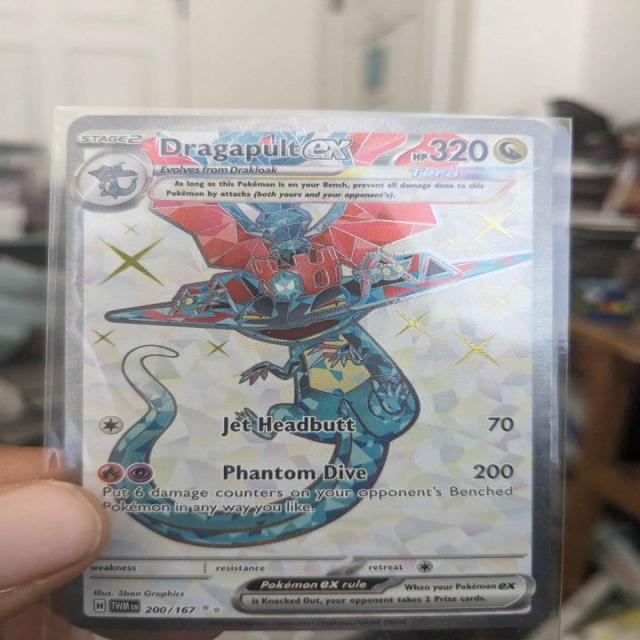 STAGE 2 Dragapult ex HP 320
Evolves from Drakloak Tera
As long as this Pokémon is on your Bench, prevent all damage done to this
Pokémon by attacks (both yours and your opponent's).
Jet Headbutt 70
Phantom Dive 200
Put 6 damage counters on your opponent's Benched
Pokémon in any way you like.
weakness resistance retreat
Illus. 5ban Graphics Pokémon ex rule When your Pokémon ex
is Knocked Out, your opponent takes 2 Prize cards.
H TWM EN 200/167